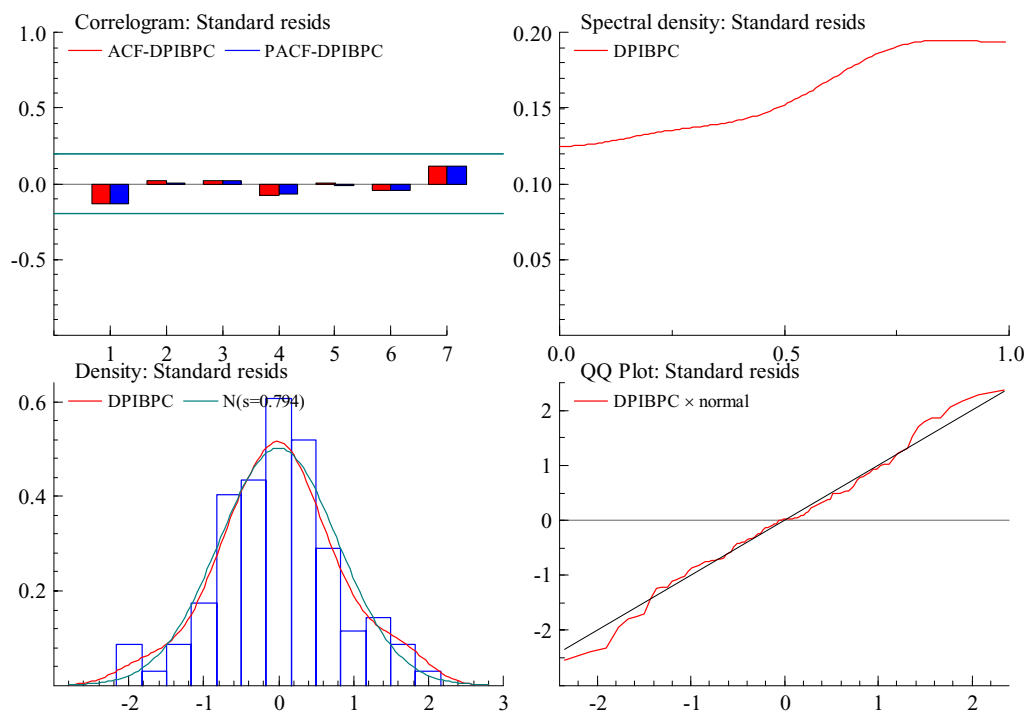 Correlogram: Standard resids
ACF-DPIBPC PACF-DPIBPC
1.0
0.5
0.0
-0.5
1 2 3 4 5 6 7
Spectral density: Standard resids
DPIBPC
0.20
0.15
0.10
0.05
0.0 0.5 1.0
Density: Standard resids
DPIBPC N(s=0.794)
0.6
0.4
0.2
-2 -1 0 1 2 3
QQ Plot: Standard resids
DPIBPC × normal
2
1
0
-1
-2
-2 -1 0 1 2